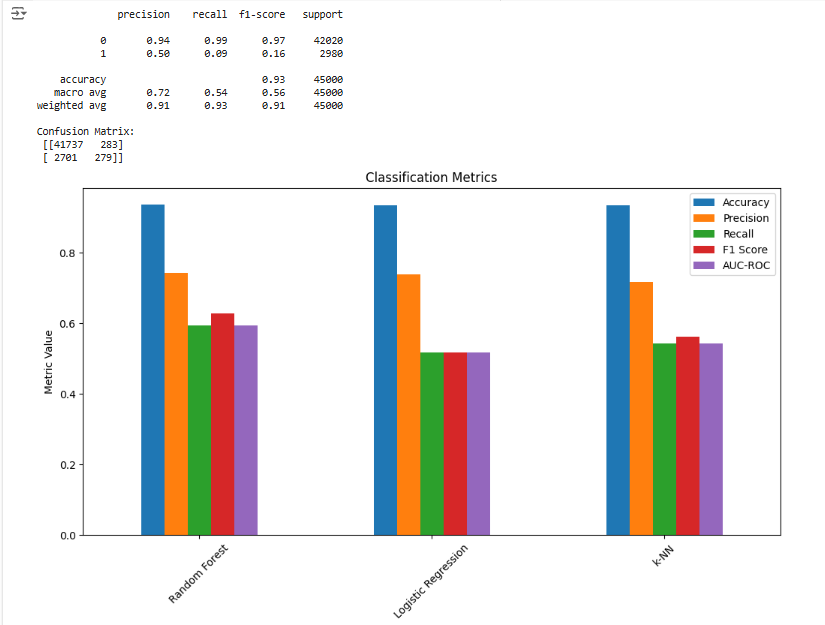 precision recall f1-score support
0 0.94 0.99 0.97 42020
1 0.50 0.09 0.16 2980
accuracy 0.93 45000
macro avg 0.72 0.54 0.56 45000
weighted avg 0.91 0.93 0.91 45000
Confusion Matrix:
[[41737 283]
[ 2701 279]]
Classification Metrics
Accuracy
Precision
Recall
F1 Score
AUC-ROC
Metric Value
0.8
0.6
0.4
0.2
0.0
Random Forest
Logistic Regression
k-NN